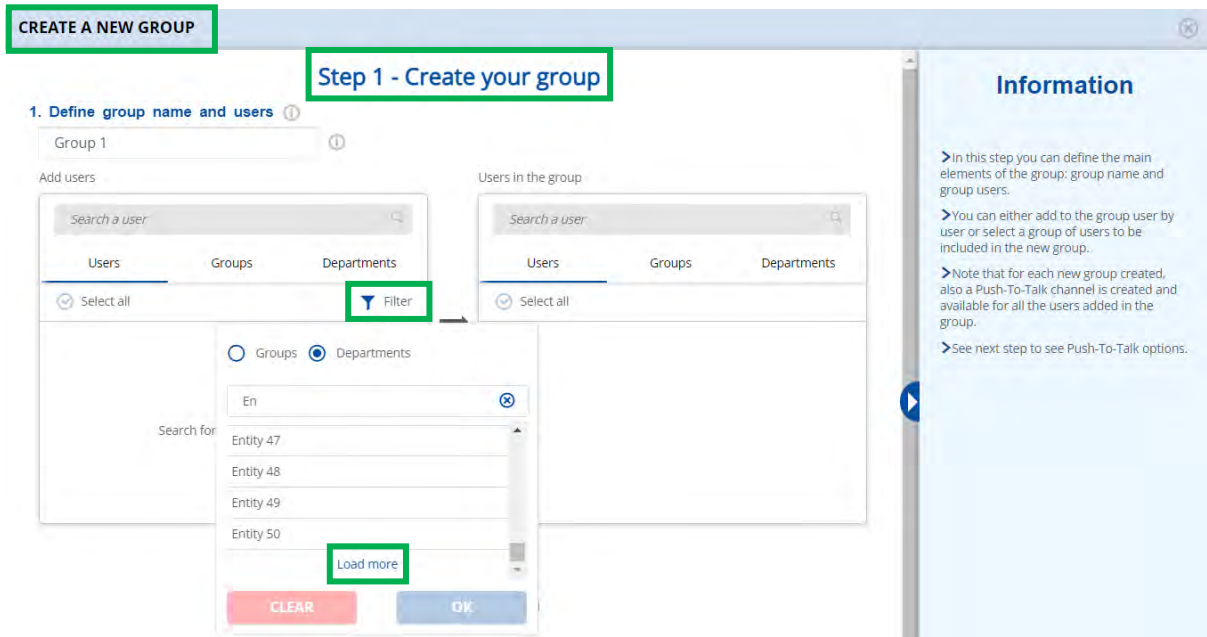 CREATE A NEW GROUP
Step 1 - Create your group
1. Define group name and users
Group 1
Add users
Search a user
Users Groups Departments
Select all Filter
Groups Departments
En
Search for
Entity 47
Entity 48
Entity 49
Entity 50
Load more
CLEAR OK
Users in the group
Search a user
Users Groups Departments
Select all
Information
In this step you can define the main
elements of the group: group name and
group users.
You can either add to the group user by
user or select a group of users to be
included in the new group.
Note that for each new group created,
also a Push-To-Talk channel is created and
available for all the users added in the
group.
See next step to see Push-To-Talk options.